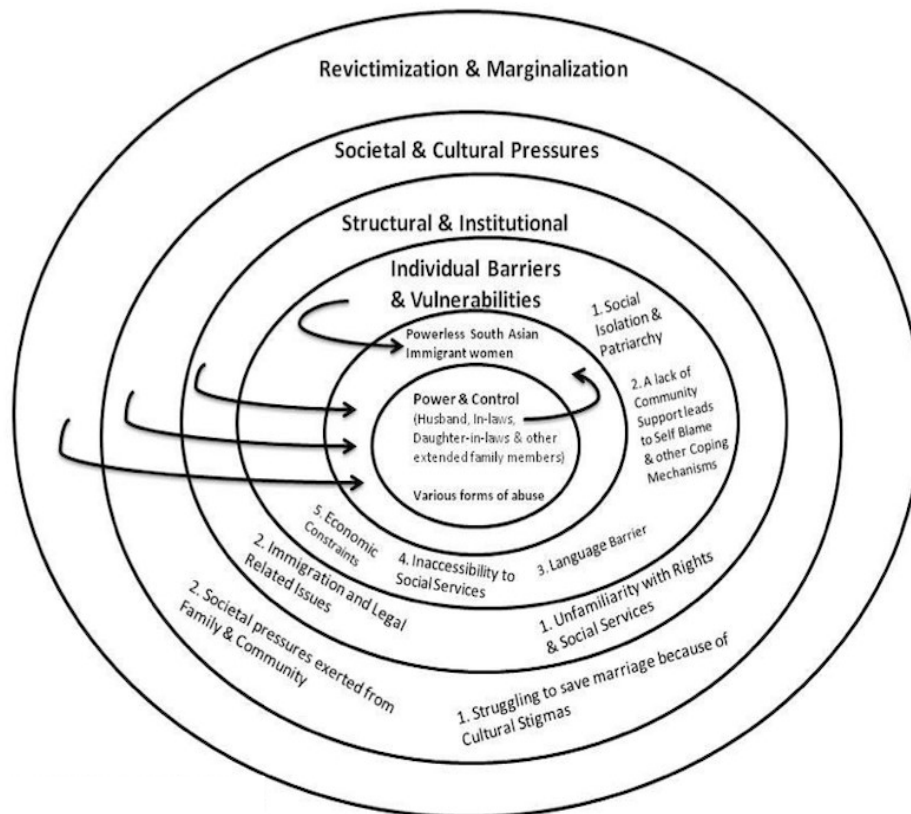 Revictimization & Marginalization
Societal & Cultural Pressures
Structural & Institutional
Individual Barriers
& Vulnerabilities
Powerless South Asian
Immigrant women
Power & Control
(Husband, In-laws,
Daughter-in-laws & other
extended family members)
Various forms of abuse
1. Social
Isolation &
Patriarchy
2. A lack of
Community
Support leads
to Self Blame
& other Coping
Mechanisms
3. Language Barrier
4. Inaccessibility to
Social Services
5. Economic
Constraints
1. Unfamiliarity with Rights
& Social Services
2. Immigration and Legal
Related Issues
1. Struggling to save marriage because of
Cultural Stigmas
2. Societal pressures exerted from
Family & Community